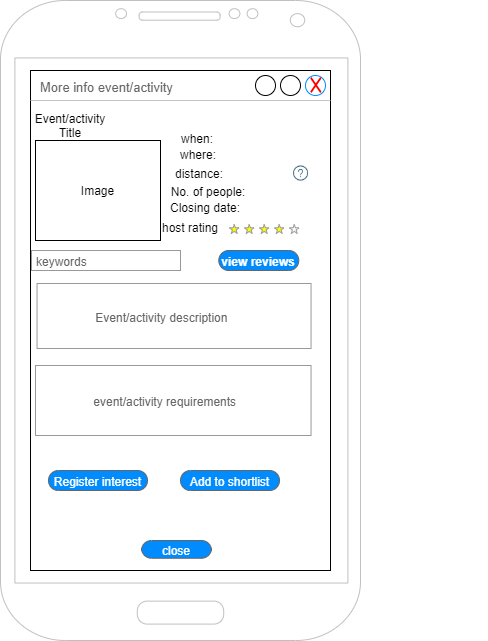 More info event/activity
X
Event/activity
Title
Image
when:
where:
distance:
?
No. of people:
Closing date:
host rating
keywords
view reviews
Event/activity description
event/activity requirements
Register interest
Add to shortlist
close